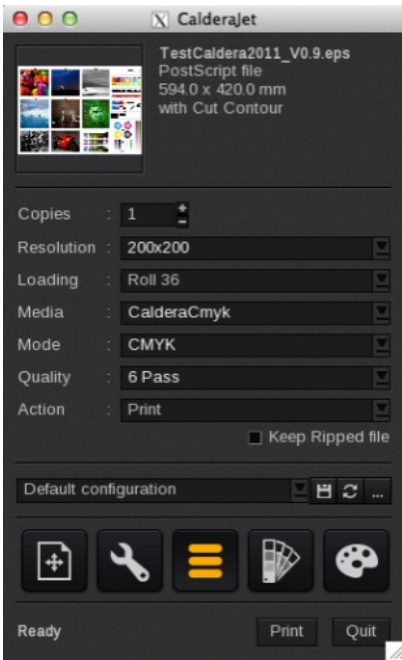 CalderaJet
TestCaldera2011_V0.9.eps
PostScript file
594.0 x 420.0 mm
with Cut Contour
Copies : 1
Resolution : 200x200
Loading : Roll 36
Media : CalderaCmyk
Mode : CMYK
Quality : 6 Pass
Action : Print
Keep Ripped file
Default configuration
...
Ready Print Quit